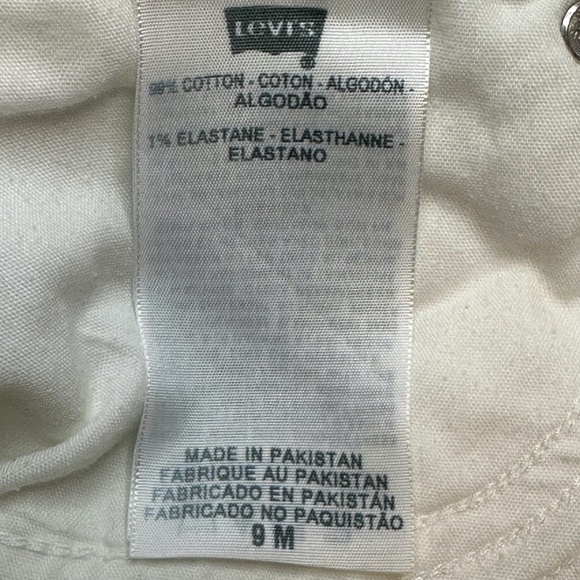 Levi's
99% COTTON - COTON - ALGODÓN -
ALGODÃO
1% ELASTANE - ELASTHANNE -
ELASTANO
MADE IN PAKISTAN
FABRIQUE AU PAKISTAN
FABRICADO EN PAKISTÁN
FABRICADO NO PAQUISTÃO
9 M